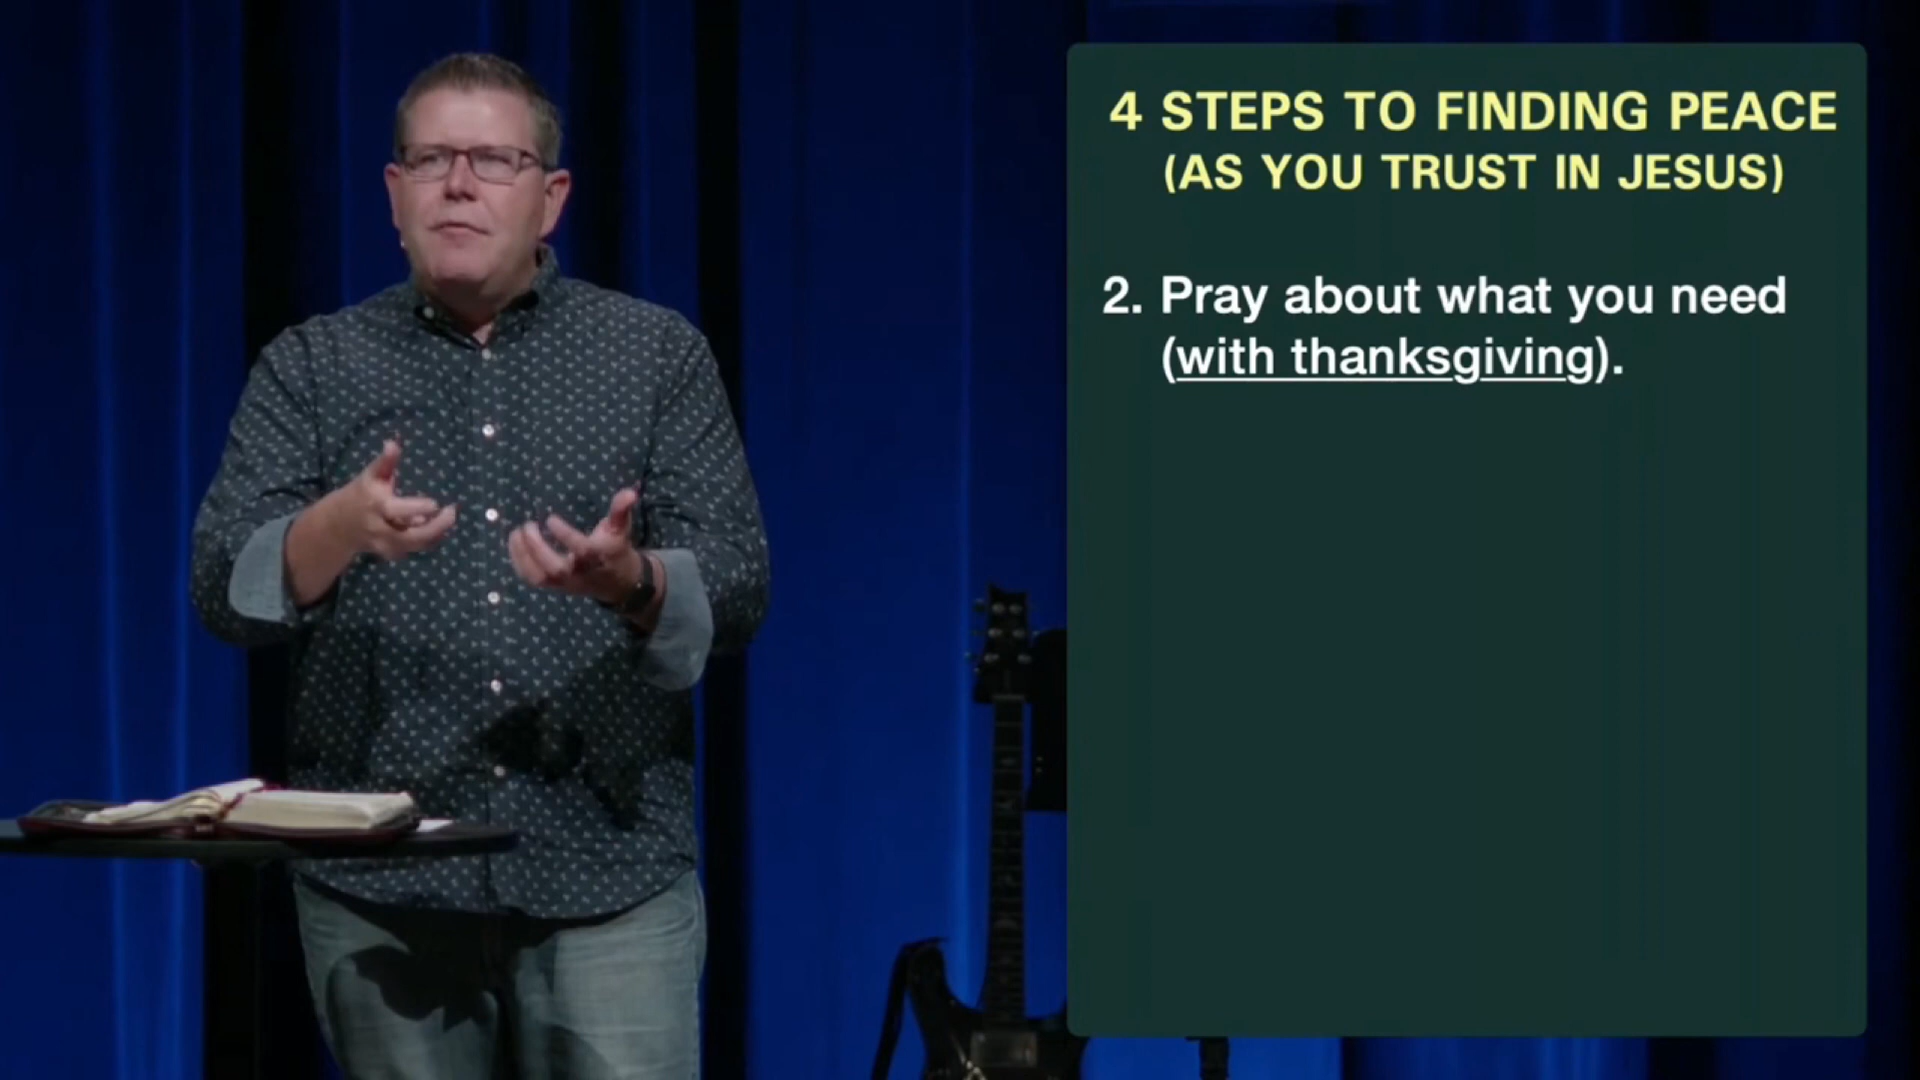 4 STEPS TO FINDING PEACE
(AS YOU TRUST IN JESUS)
2. Pray about what you need
(with thanksgiving).